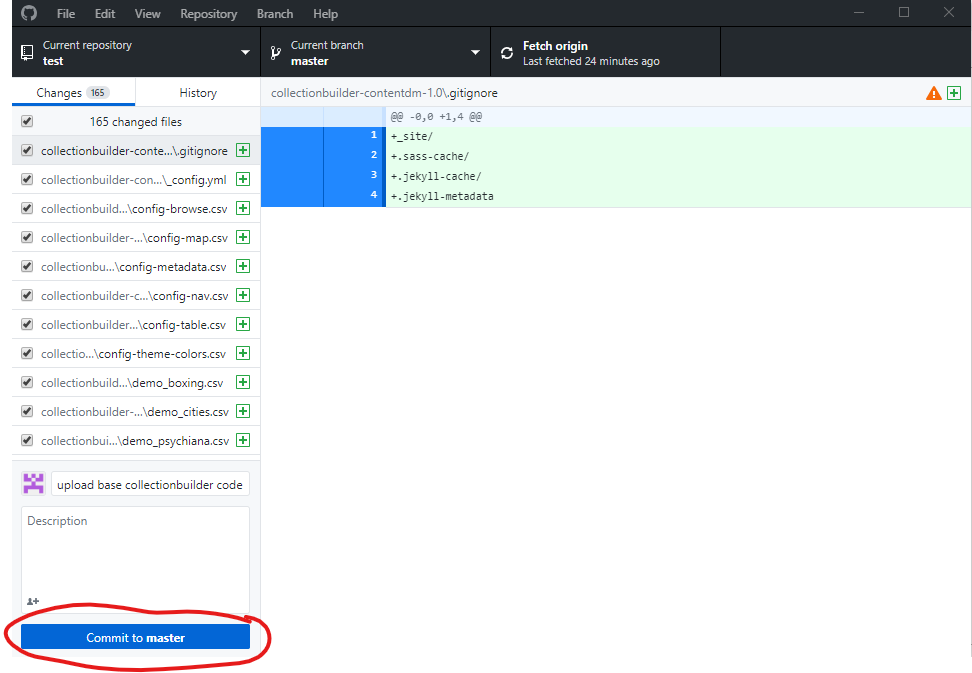 File Edit View Repository Branch Help
Current repository
test
Current branch
master
Fetch origin
Last fetched 24 minutes ago
Changes 165
History
165 changed files
collectionbuilder-conte...\.gitignore
collectionbuilder-con...\_config.yml
collectionbuild...\config-browse.csv
collectionbuilder-...\config-map.csv
collectionbu...\config-metadata.csv
collectionbuilder-c...\config-nav.csv
collectionbuilder...\config-table.csv
collectio...\config-theme-colors.csv
collectionbuild...\demo_boxing.csv
collectionbuilder-...\demo_cities.csv
collectionbui...\demo_psychiana.csv
upload base collectionbuilder code
Description
Commit to master
collectionbuilder-contentdm-1.0\.gitignore
@@ -0,0 +1,4 @@
1 +_site/
2 +.sass-cache/
3 +.jekyll-cache/
4 +.jekyll-metadata